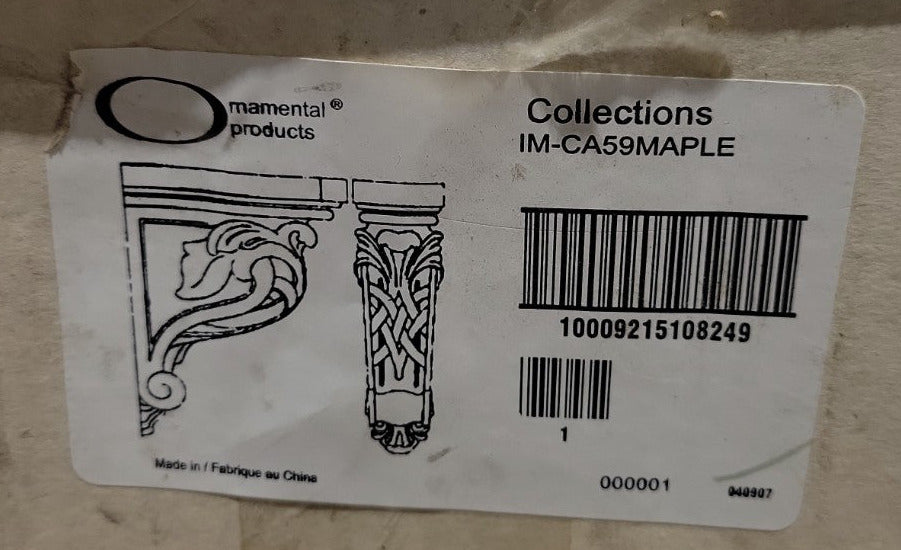 Ornamental®
products
Collections
IM-CA59MAPLE
10009215108249
1
Made in / Fabrique au China
000001
040907